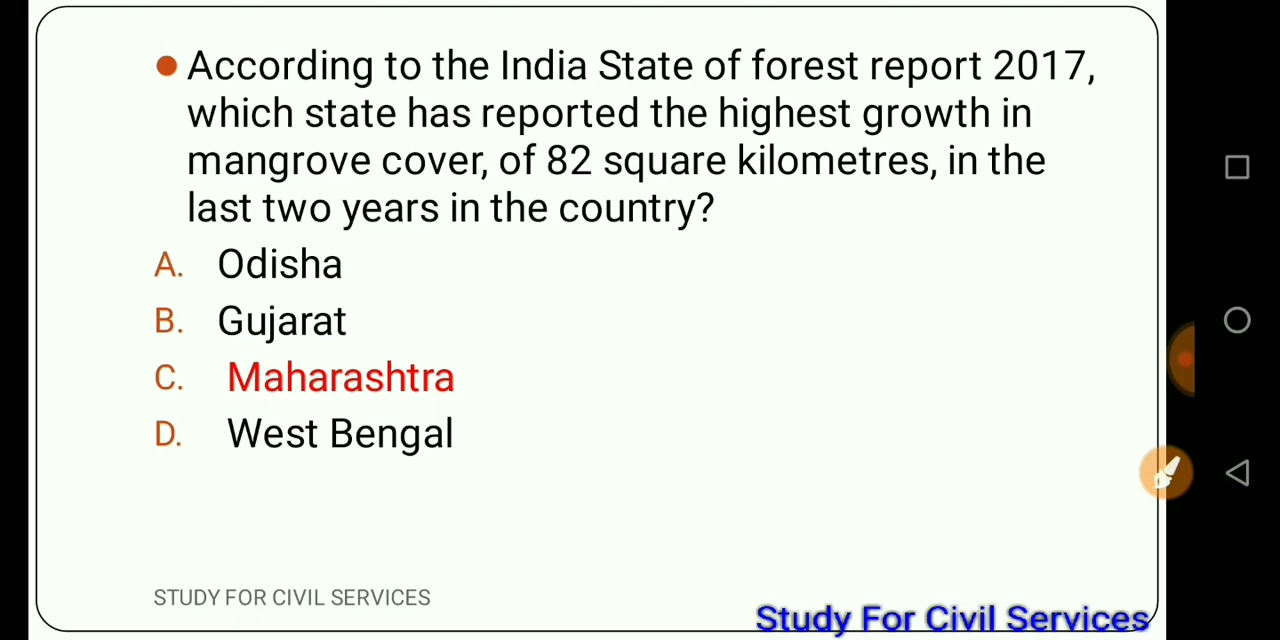 According to the India State of forest report 2017,
which state has reported the highest growth in
mangrove cover, of 82 square kilometres, in the
last two years in the country?
A. Odisha
B. Gujarat
C. Maharashtra
D. West Bengal
STUDY FOR CIVIL SERVICES
Study For Civil Services